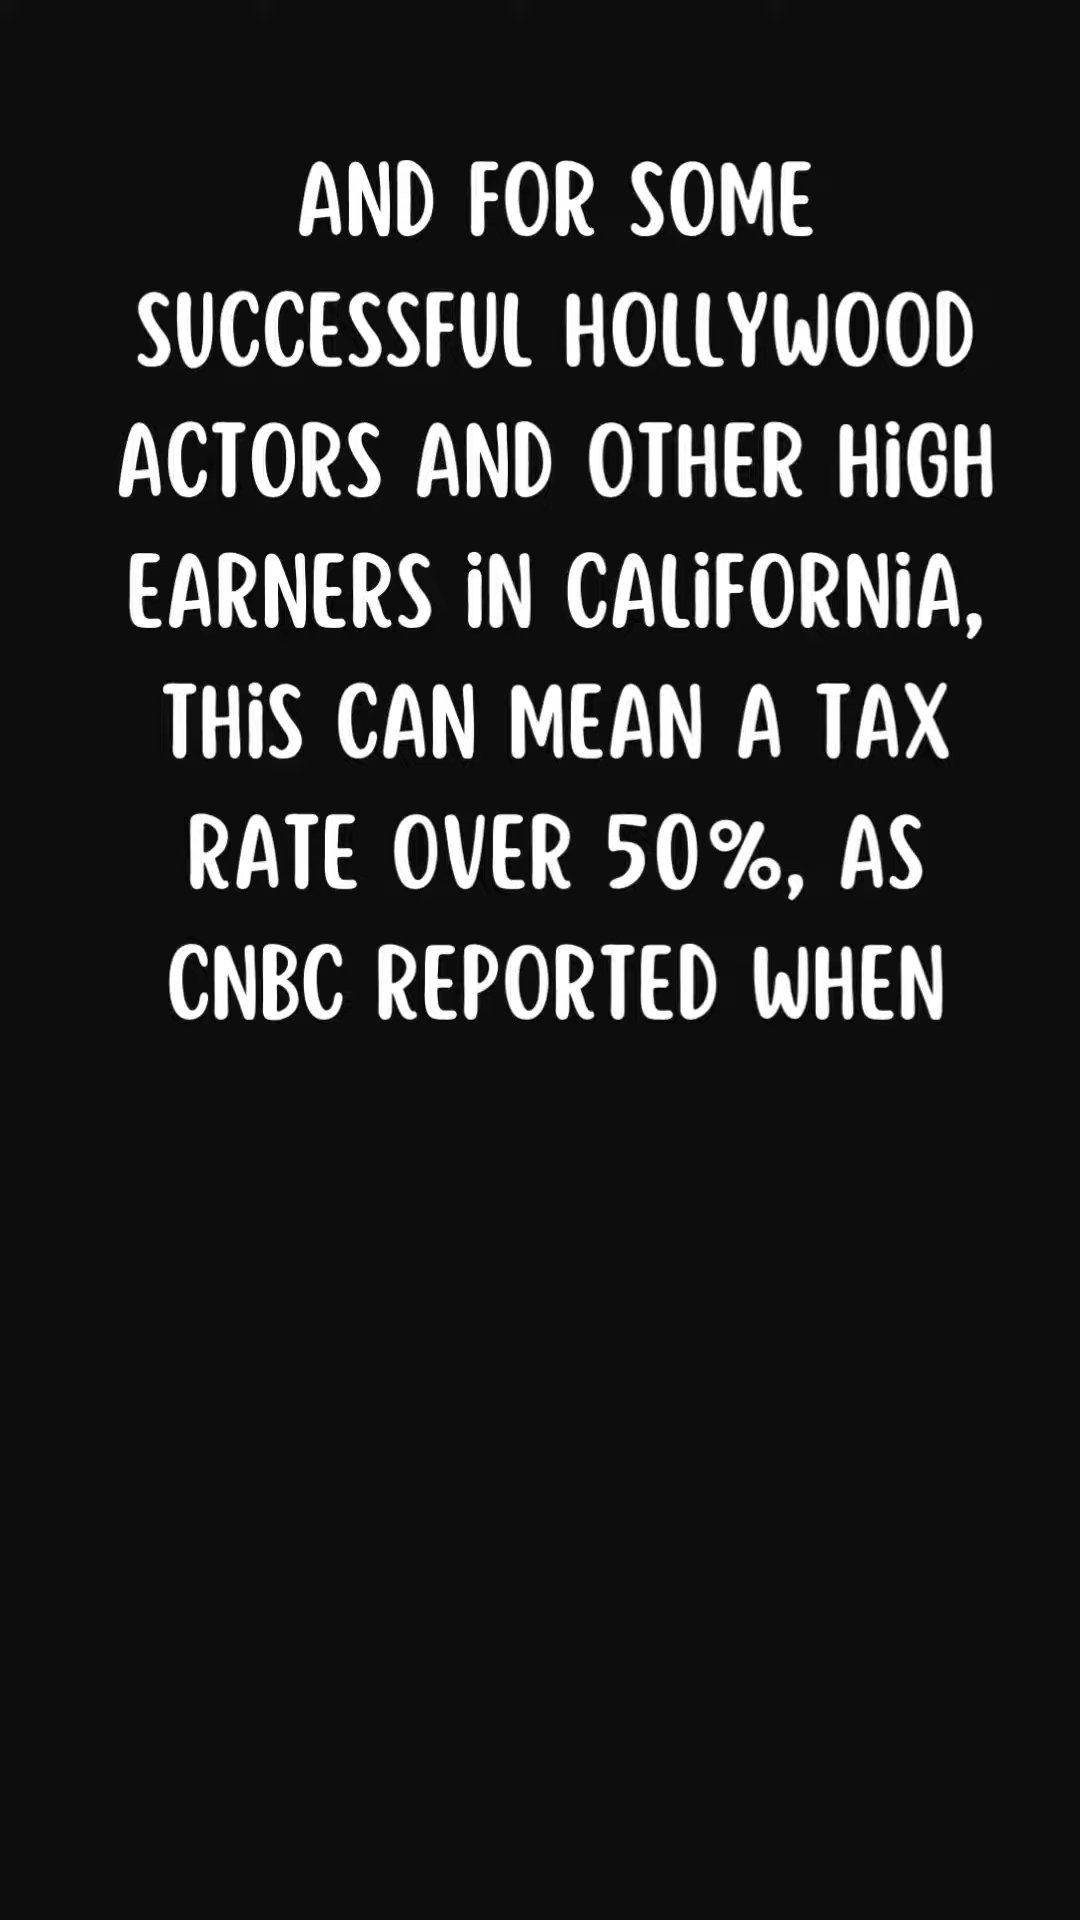 AND FOR SOME
SUCCESSFUL HOLLYWOOD
ACTORS AND OTHER HiGH
EARNERS iN CALiFORNiA,
THiS CAN MEAN A TAX
RATE OVER 50%, AS
CNBC REPORTED WHEN